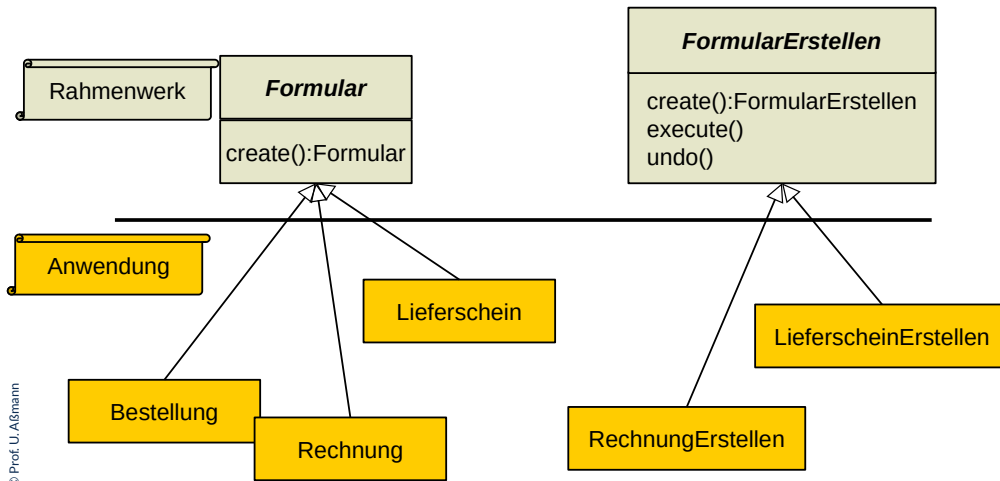 FormularErstellen
Rahmenwerk
Formular
create():FormularErstellen
execute()
undo()
create():Formular
Anwendung
Lieferschein
LieferscheinErstellen
Bestellung
Rechnung
RechnungErstellen
© Prof. U. Aßmann